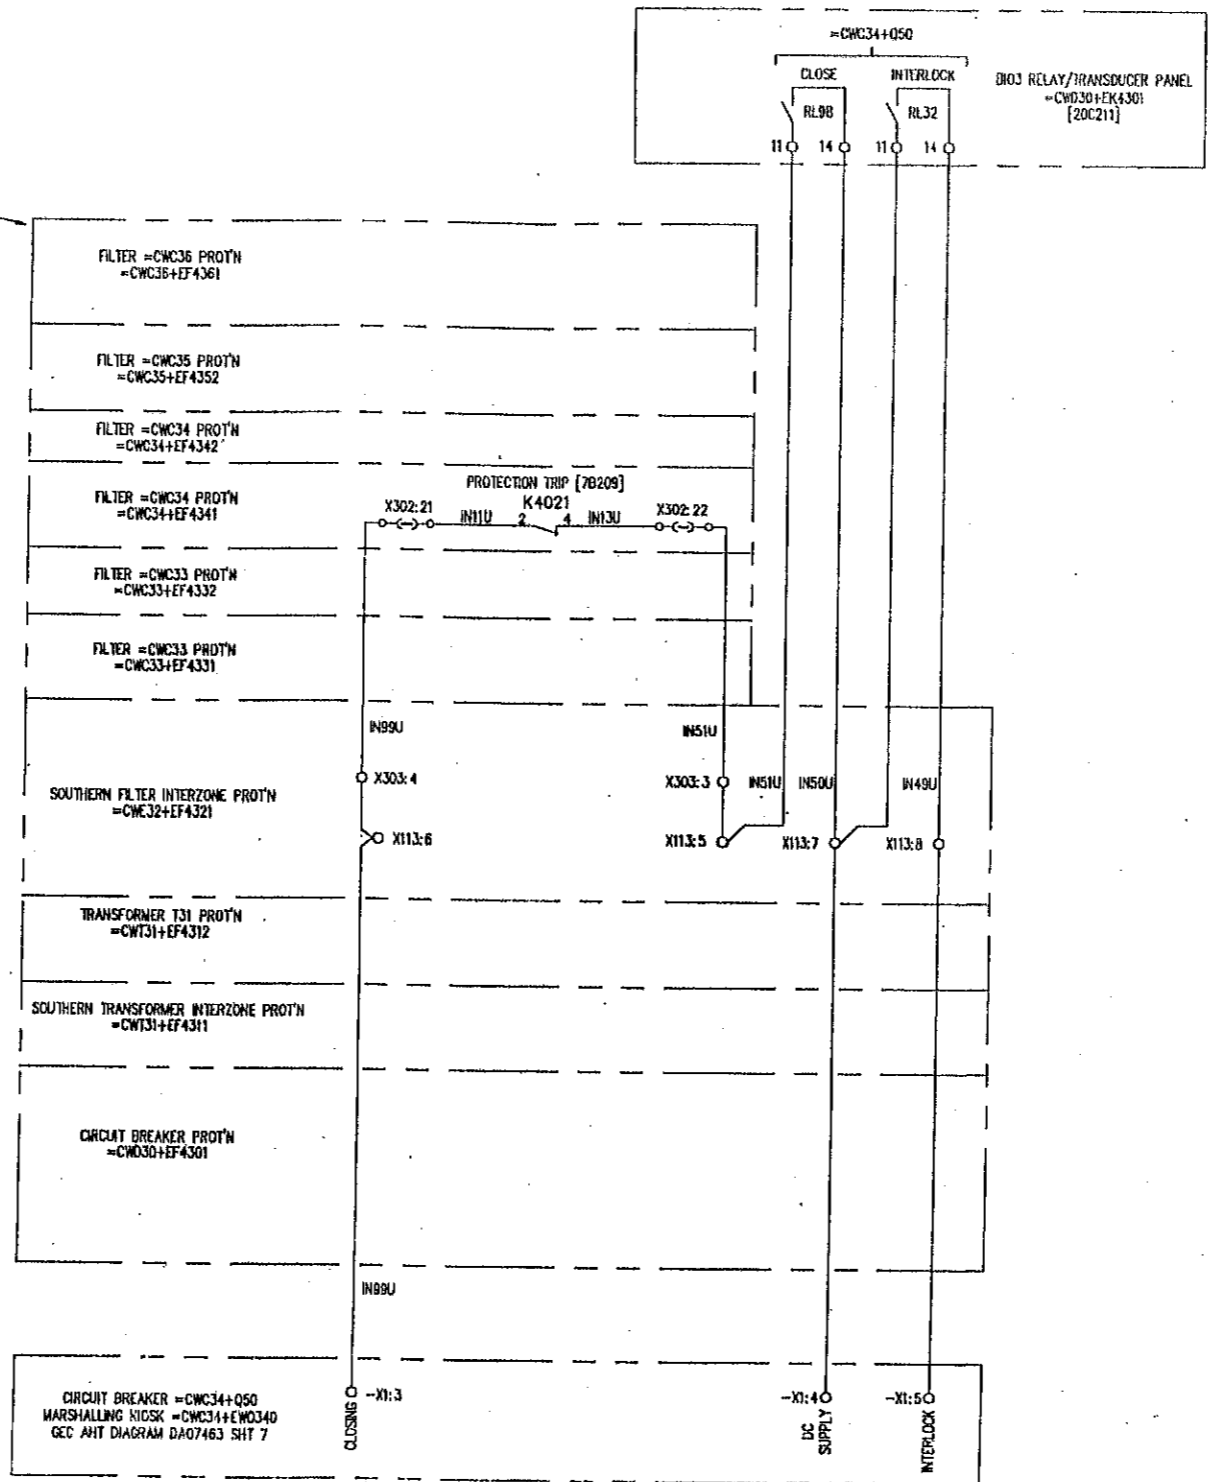 =CWC34+Q50
CLOSE
INTERLOCK
RL98
RL32
11
14
11
14
BI03 RELAY/TRANSDUCER PANEL
=CWD30+EK4301
[20C211]
FILTER =CWC36 PROT'N
=CWC36+EF4361
FILTER =CWC35 PROT'N
=CWC35+EF4352
FILTER =CWC34 PROT'N
=CWC34+EF4342
FILTER =CWC34 PROT'N
=CWC34+EF4341
PROTECTION TRIP [7B209]
K4021
X302:21
IN11U
2
4
IN13U
X302:22
FILTER =CWC33 PROT'N
=CWC33+EF4332
FILTER =CWC33 PROT'N
=CWC33+EF4331
IN99U
IN51U
X303:4
X303:3
IN51U
IN50U
IN49U
SOUTHERN FILTER INTERZONE PROT'N
=CWE32+EF4321
X113:6
X113:5
X113:7
X113:8
TRANSFORMER T31 PROT'N
=CWT31+EF4312
SOUTHERN TRANSFORMER INTERZONE PROT'N
=CWT31+EF4311
CIRCUIT BREAKER PROT'N
=CWD30+EF4301
IN99U
CIRCUIT BREAKER =CWC34+Q50
MARSHALLING KIOSK =CWC34+EW0340
GEC AHT DIAGRAM DA07463 SHT 7
-X1:3
CLOSING
-X1:4
DC
SUPPLY
-X1:5
INTERLOCK